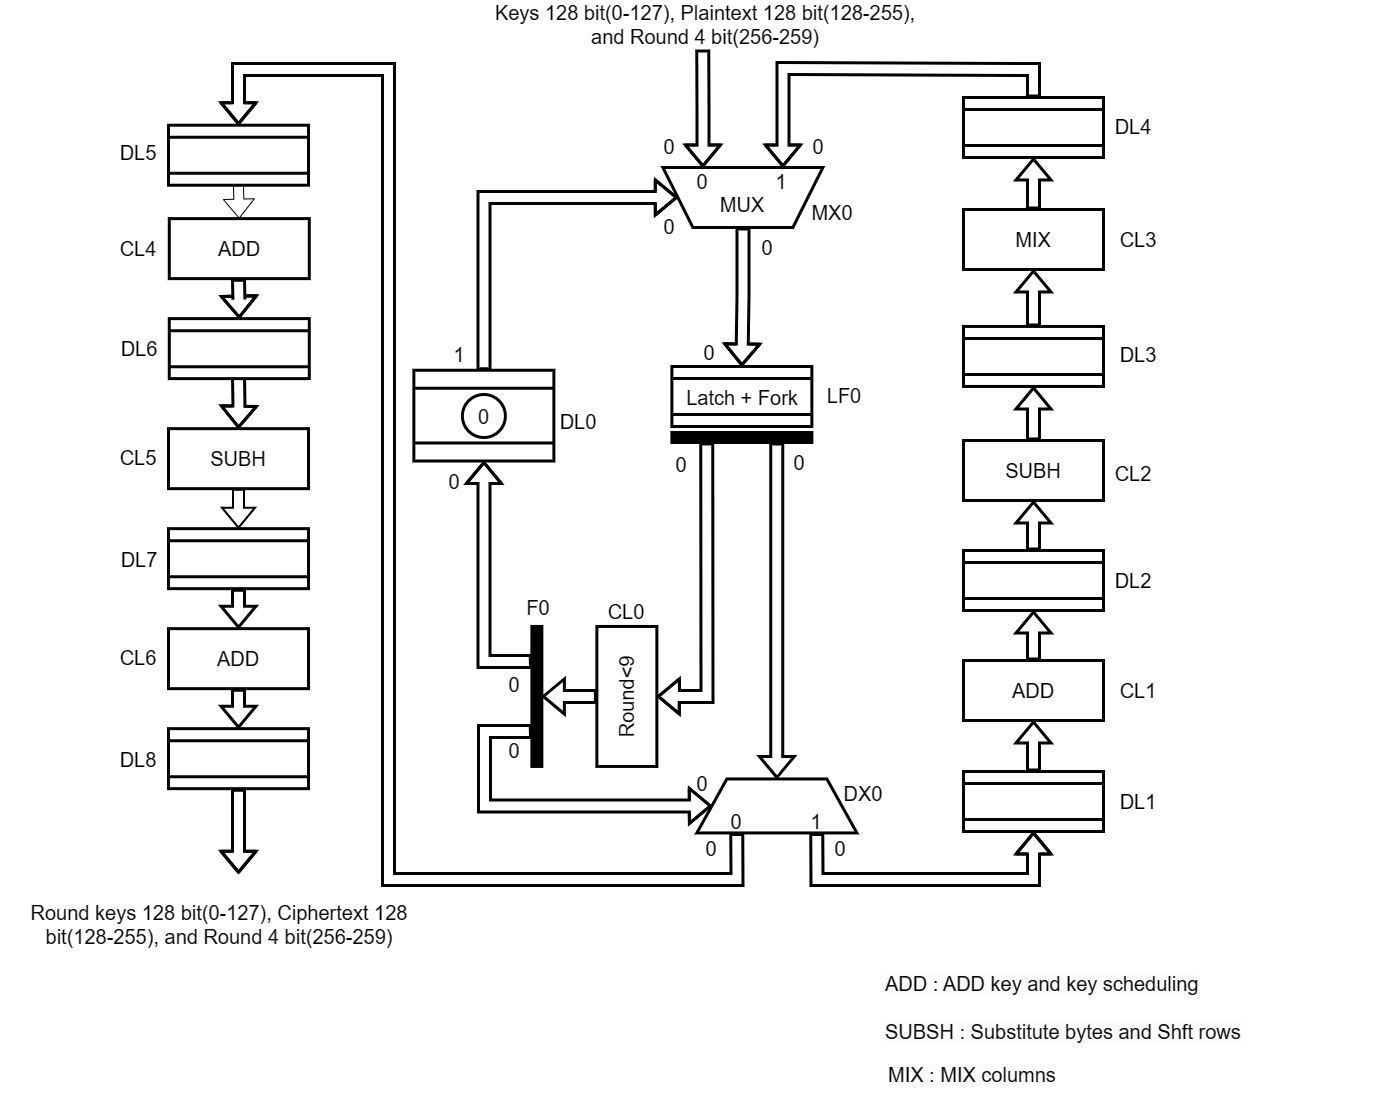 Keys 128 bit(0-127), Plaintext 128 bit(128-255),
and Round 4 bit(256-259)
DL5
CL4
ADD
DL6
CL5
SUBH
DL7
CL6
ADD
DL8
Round keys 128 bit(0-127), Ciphertext 128
bit(128-255), and Round 4 bit(256-259)
0
0
0
1
MUX
MX0
0
0
1
0
DL0
0
0
Latch + Fork
LF0
0
0
F0
0
0
CL0
Round<9
0
DX0
0
1
0
0
DL4
MIX
CL3
DL3
SUBH
CL2
DL2
ADD
CL1
DL1
ADD : ADD key and key scheduling
SUBSH : Substitute bytes and Shft rows
MIX : MIX columns